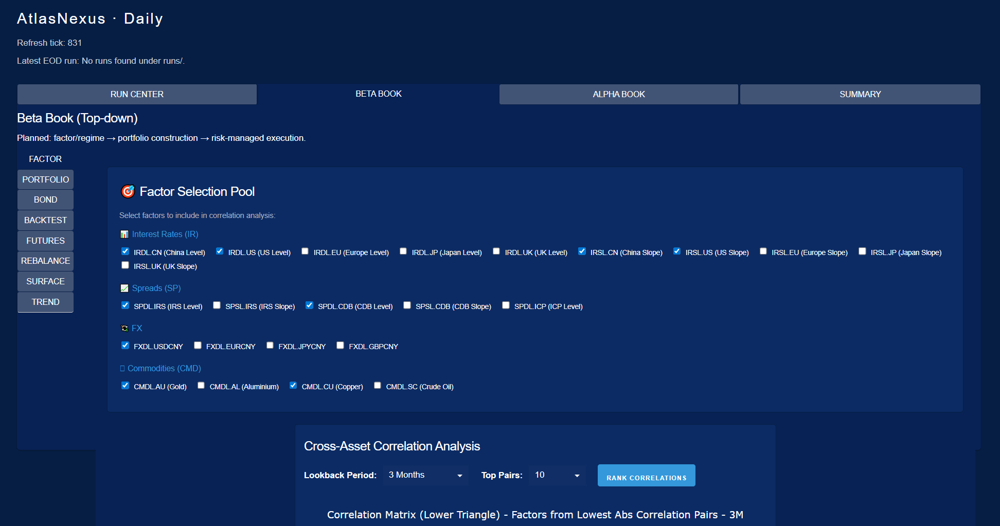 AtlasNexus · Daily
Refresh tick: 831
Latest EOD run: No runs found under runs/.
RUN CENTER
BETA BOOK
ALPHA BOOK
SUMMARY
Beta Book (Top-down)
Planned: factor/regime → portfolio construction → risk-managed execution.
FACTOR
PORTFOLIO
BOND
BACKTEST
FUTURES
REBALANCE
SURFACE
TREND
Factor Selection Pool
Select factors to include in correlation analysis:
Interest Rates (IR)
IRDL.CN (China Level) IRDL.US (US Level) IRDL.EU (Europe Level) IRDL.JP (Japan Level) IRDL.UK (UK Level) IRSL.CN (China Slope) IRSL.US (US Slope) IRSL.EU (Europe Slope) IRSL.JP (Japan Slope)
IRSL.UK (UK Slope)
Spreads (SP)
SPDL.IRS (IRS Level) SPSL.IRS (IRS Slope) SPDL.CDB (CDB Level) SPSL.CDB (CDB Slope) SPDL.ICP (ICP Level)
FX
FXDL.USDCNY FXDL.EURCNY FXDL.JPYCNY FXDL.GBPCNY
Commodities (CMD)
CMDL.AU (Gold) CMDL.AL (Aluminium) CMDL.CU (Copper) CMDL.SC (Crude Oil)
Cross-Asset Correlation Analysis
Lookback Period: 3 Months Top Pairs: 10 RANK CORRELATIONS
Correlation Matrix (Lower Triangle) - Factors from Lowest Abs Correlation Pairs - 3M